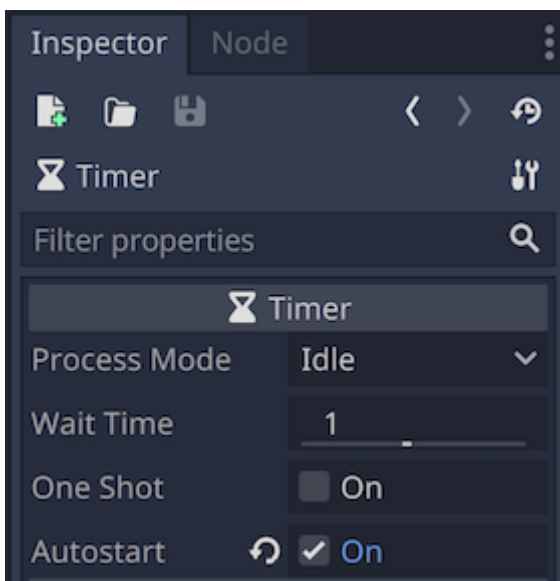 Inspector Node
Timer
Filter properties
Timer
Process Mode Idle
Wait Time 1
One Shot On
Autostart On